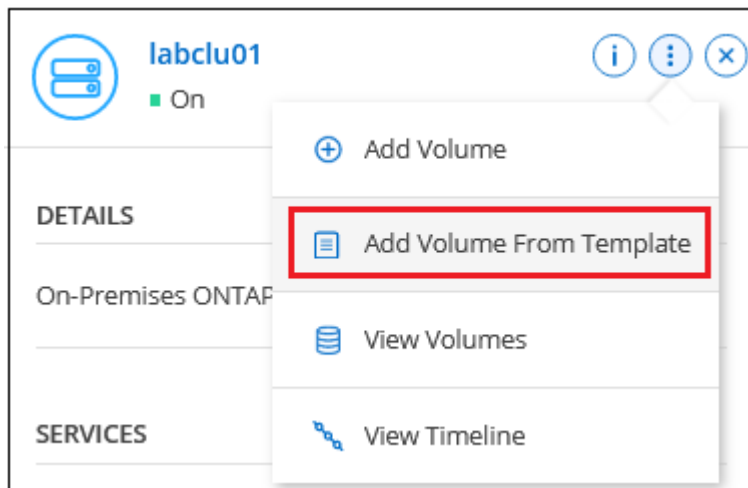 labclu01
On
Add Volume
DETAILS
Add Volume From Template
On-Premises ONTAP
View Volumes
SERVICES
View Timeline